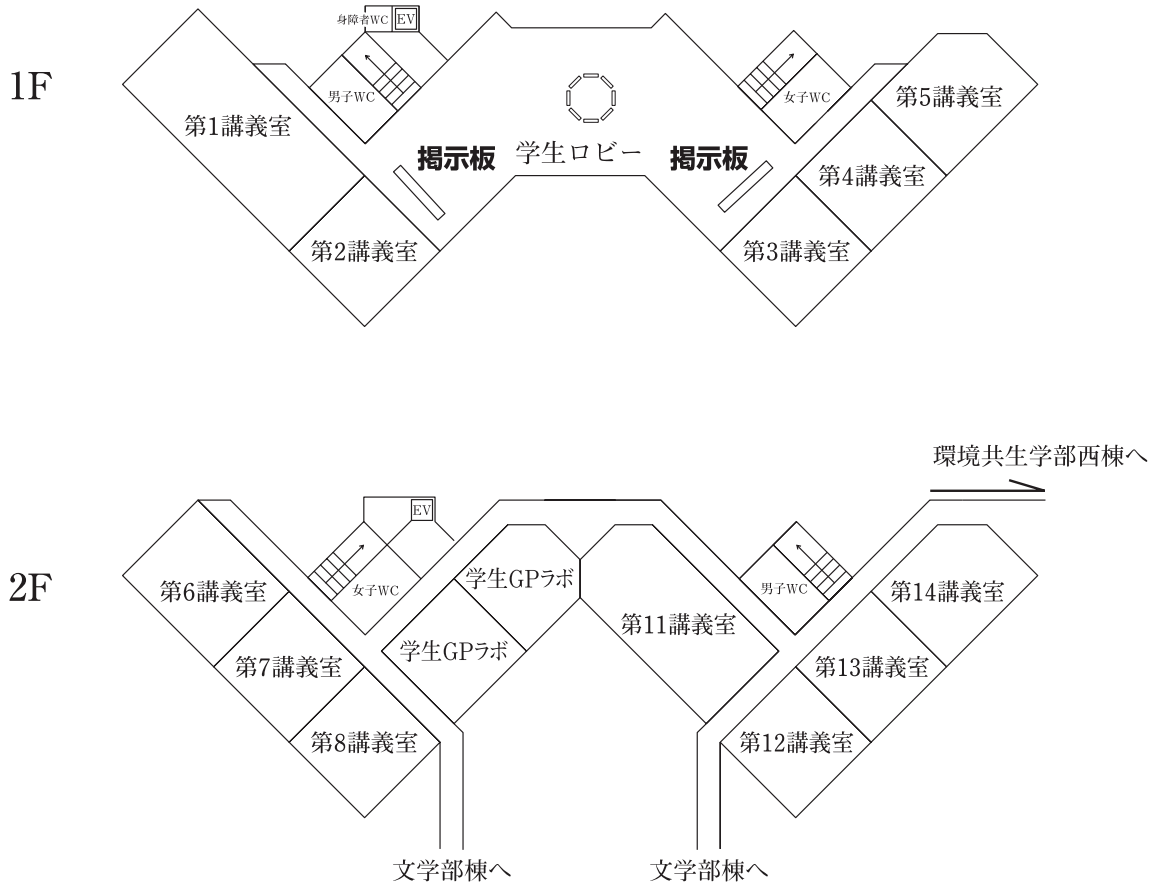 1F
身障者WC
EV
男子WC
女子WC
第1講義室
第5講義室
掲示板
学生ロビー
掲示板
第4講義室
第2講義室
第3講義室
環境共生学部西棟へ
2F
EV
第6講義室
女子WC
学生GPラボ
男子WC
第14講義室
学生GPラボ
第11講義室
第7講義室
第13講義室
第8講義室
第12講義室
文学部棟へ
文学部棟へ